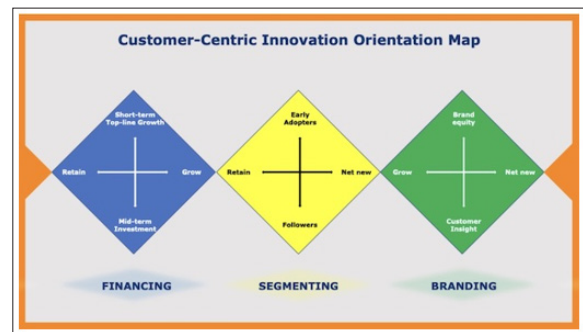 Customer-Centric Innovation Orientation Map
Short-term
Top-line Growth
Retain
Grow
Mid-term
Investment
Early
Adopters
Retain
Net new
Followers
Brand
equity
Grow
Net new
Customer
Insight
FINANCING
SEGMENTING
BRANDING